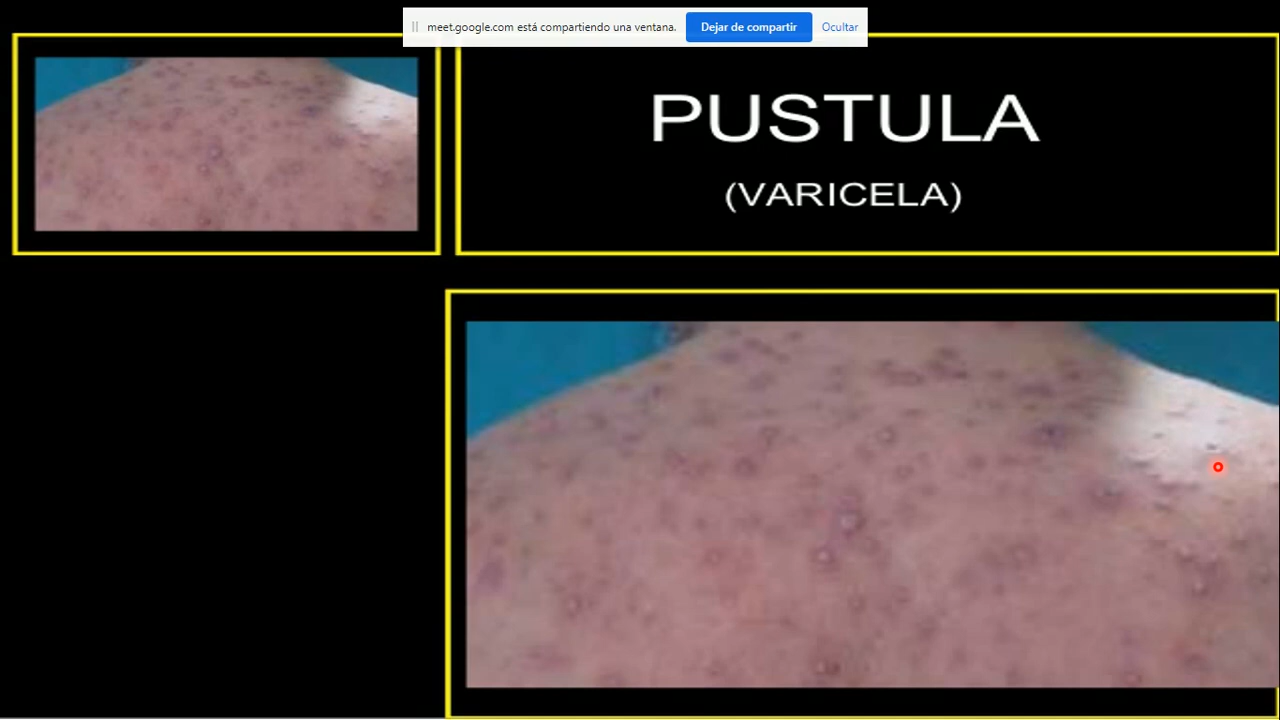 meet.google.com está compartiendo una ventana.
Dejar de compartir
Ocultar
PUSTULA
(VARICELA)